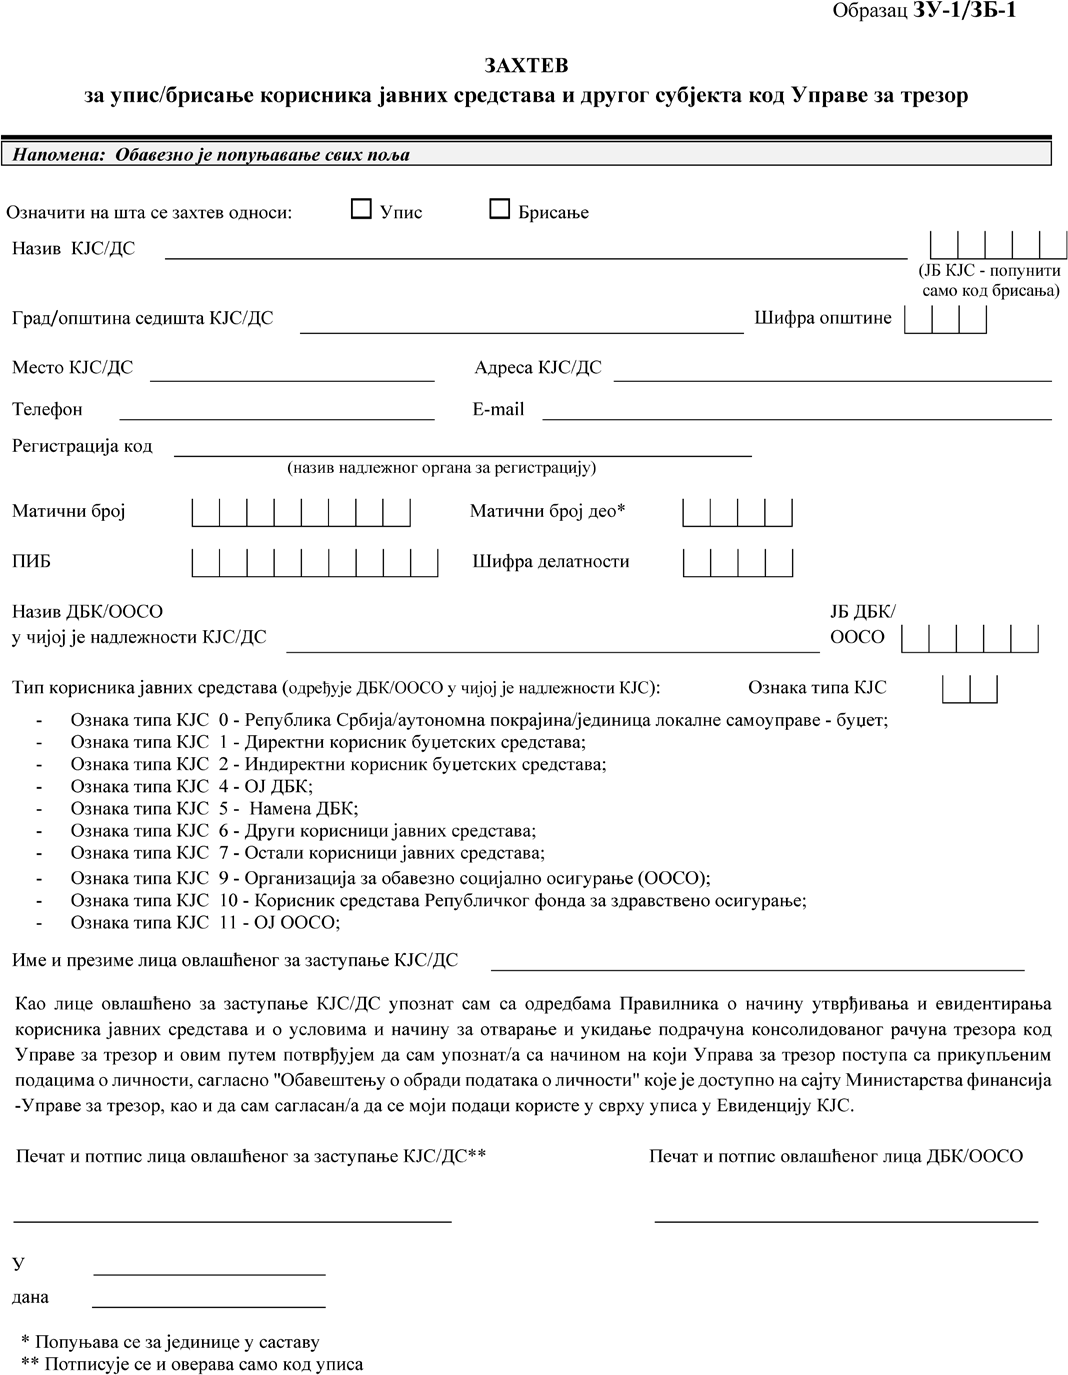 Образац ЗУ-1/ЗБ-1
ЗАХТЕВ
за упис/брисање корисника јавних средстава и другог субјекта код Управе за трезор
Напомена: Обавезно је попуњавање свих поља
Означити на шта се захтев односи: Упис Брисање
Назив КЈС/ДС
(ЈБ КЈС - попунити
само код брисања)
Град/општина седишта КЈС/ДС Шифра општине
Место КЈС/ДС Адреса КЈС/ДС
Телефон E-mail
Регистрација код
(назив надлежног органа за регистрацију)
Матични број Матични број део*
ПИБ Шифра делатности
Назив ДБК/ООСО ЈБ ДБК/
у чијој је надлежности КЈС/ДС ООСО
Тип корисника јавних средстава (одређује ДБК/ООСО у чијој је надлежности КЈС): Ознака типа КЈС
- Ознака типа КЈС 0 - Република Србија/аутономна покрајина/јединица локалне самоуправе - буџет;
- Ознака типа КЈС 1 - Директни корисник буџетских средстава;
- Ознака типа КЈС 2 - Индиректни корисник буџетских средстава;
- Ознака типа КЈС 4 - ОЈ ДБК;
- Ознака типа КЈС 5 - Намена ДБК;
- Ознака типа КЈС 6 - Други корисници јавних средстава;
- Ознака типа КЈС 7 - Остали корисници јавних средстава;
- Ознака типа КЈС 9 - Организација за обавезно социјално осигурање (ООСО);
- Ознака типа КЈС 10 - Корисник средстава Републичког фонда за здравствено осигурање;
- Ознака типа КЈС 11 - ОЈ ООСО;
Име и презиме лица овлашћеног за заступање КЈС/ДС
Као лице овлашћено за заступање КЈС/ДС упознат сам са одредбама Правилника о начину утврђивања и евидентирања
корисника јавних средстава и о условима и начину за отварање и укидање подрачуна консолидованог рачуна трезора код
Управе за трезор и овим путем потврђујем да сам упознат/а са начином на који Управа за трезор поступа са прикупљеним
подацима о личности, сагласно "Обавештењу о обради података о личности" које је доступно на сајту Министарства финансија
-Управе за трезор, као и да сам сагласан/а да се моји подаци користе у сврху уписа у Евиденцију КЈС.
Печат и потпис лица овлашћеног за заступање КЈС/ДС** Печат и потпис овлашћеног лица ДБК/ООСО
У
дана
* Попуњава се за јединице у саставу
** Потписује се и оверава само код уписа